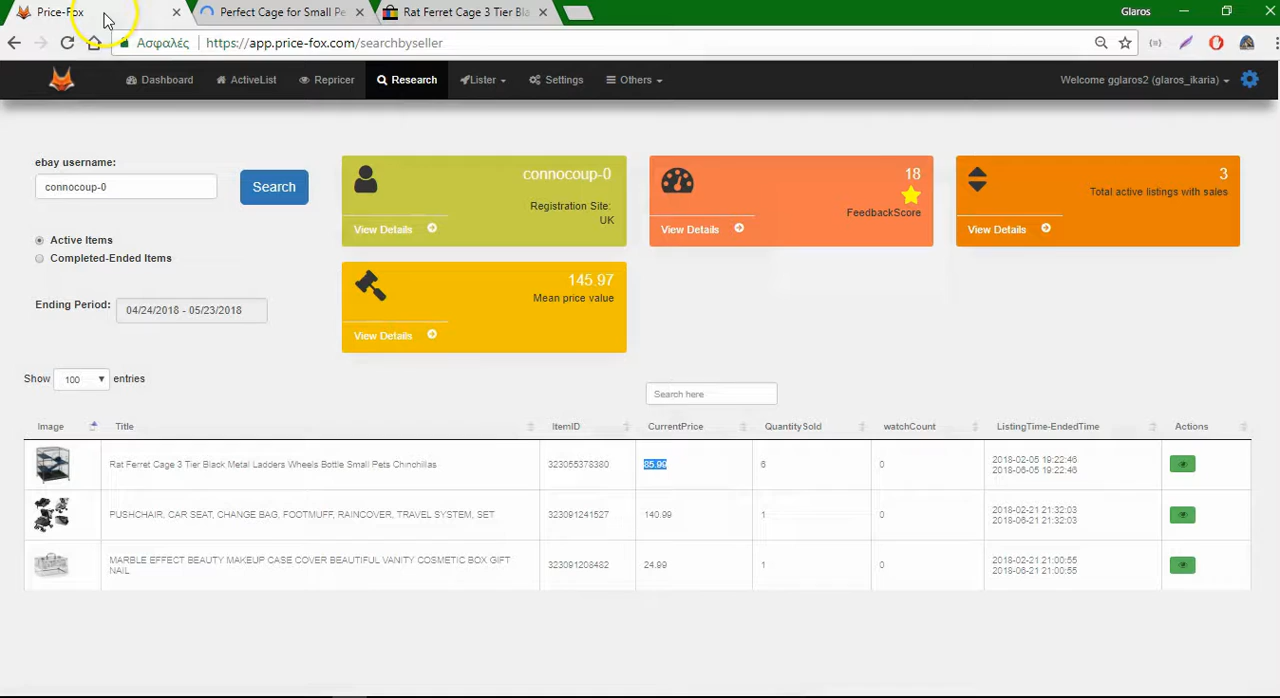 Price-Fox
Perfect Cage for Small Pe
Rat Ferret Cage 3 Tier Bla
Glaros
Ασφαλές
https://app.price-fox.com/searchbyseller
Dashboard
ActiveList
Repricer
Research
Lister
Settings
Others
Welcome gglaros2 (glaros_ikaria)
ebay username:
connocoup-0
Search
Active Items
Completed-Ended Items
Ending Period:
04/24/2018 - 05/23/2018
connocoup-0
Registration Site:
UK
View Details
18
FeedbackScore
View Details
3
Total active listings with sales
View Details
145.97
Mean price value
View Details
Show 100 entries
Search here
Image Title ItemID CurrentPrice QuantitySold watchCount ListingTime-EndedTime Actions
Rat Ferret Cage 3 Tier Black Metal Ladders Wheels Bottle Small Pets Chinchillas 323055378380 85.99 6 0
2018-02-05 19:22:46
2018-06-05 19:22:46
PUSHCHAIR, CAR SEAT, CHANGE BAG, FOOTMUFF, RAINCOVER, TRAVEL SYSTEM, SET 323091241527 140.99 1 0
2018-02-21 21:32:03
2018-06-21 21:32:03
MARBLE EFFECT BEAUTY MAKEUP CASE COVER BEAUTIFUL VANITY COSMETIC BOX GIFT
NAIL
323091208482 24.99 1 0
2018-02-21 21:00:55
2018-06-21 21:00:55